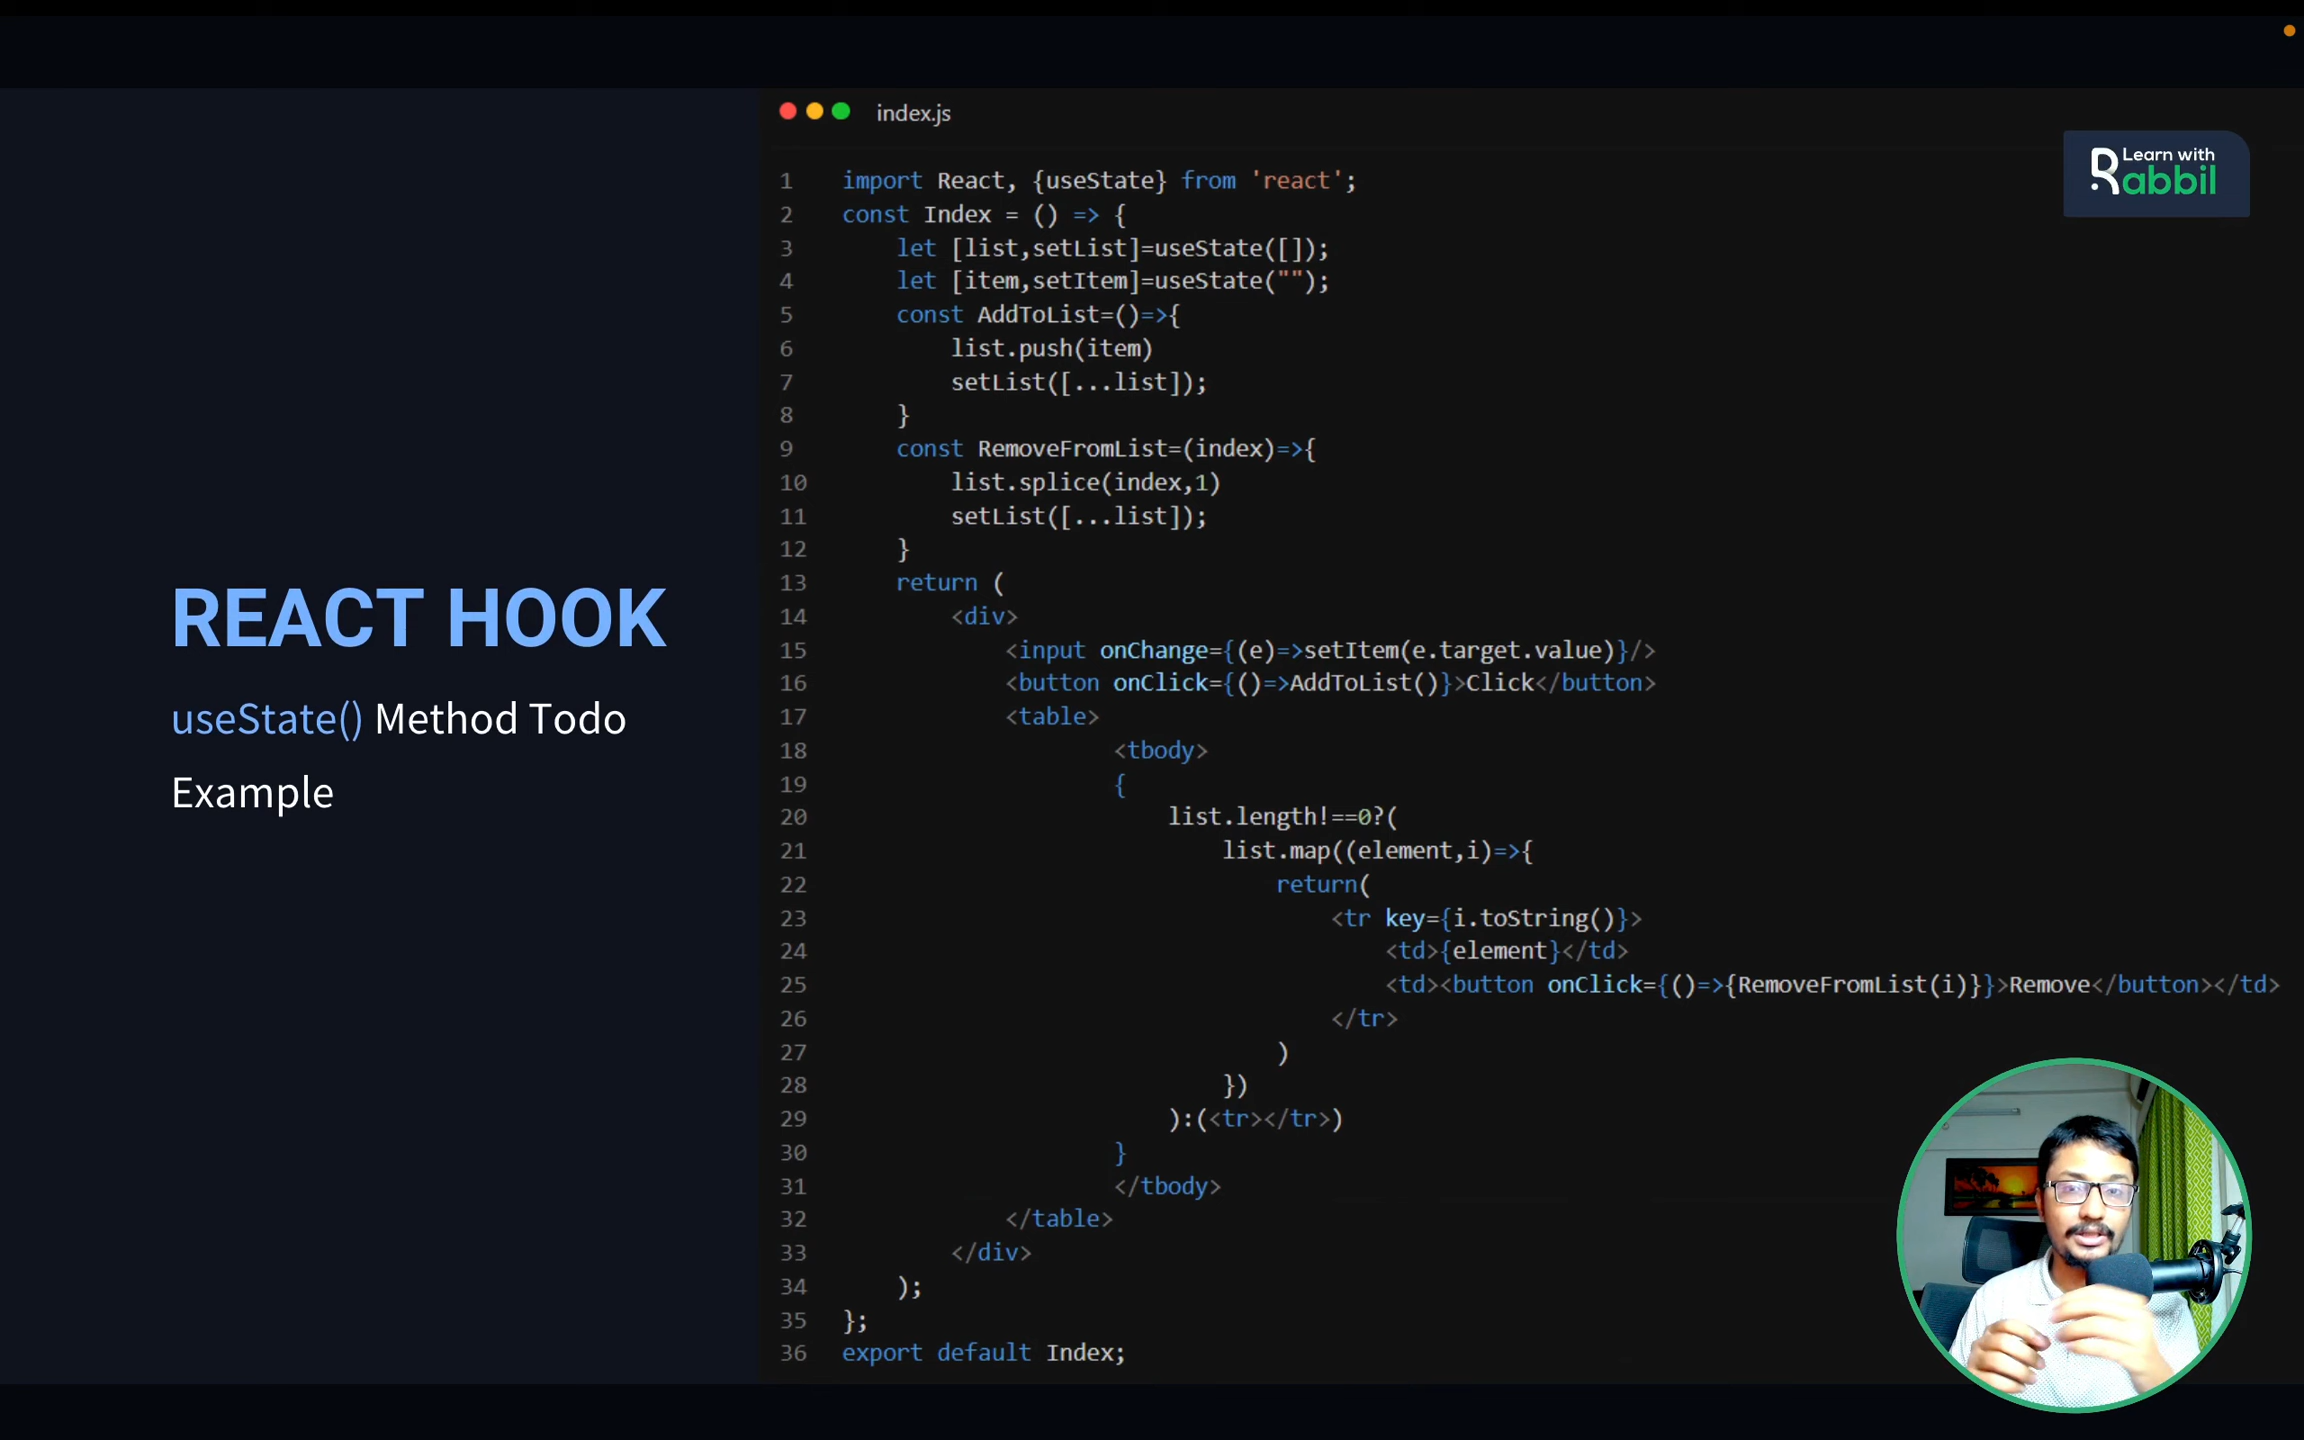 index.js
Learn with
Rabbil
REACT HOOK
useState() Method Todo
Example
1 import React, {useState} from 'react';
2 const Index = () => {
3 let [list,setList]=useState([]);
4 let [item,setItem]=useState("");
5 const AddToList=()=>{
6 list.push(item)
7 setList([...list]);
8 }
9 const RemoveFromList=(index)=>{
10 list.splice(index,1)
11 setList([...list]);
12 }
13 return (
14 <div>
15 <input onChange={(e)=>setItem(e.target.value)}/>
16 <button onClick={()=>AddToList()}>Click</button>
17 <table>
18 <tbody>
19 {
20 list.length!==0?(
21 list.map((element,i)=>{
22 return(
23 <tr key={i.toString()}>
24 <td>{element}</td>
25 <td><button onClick={()=>{RemoveFromList(i)}}>Remove</button></td>
26 </tr>
27 )
28 })
29 ):(<tr></tr>)
30 }
31 </tbody>
32 </table>
33 </div>
34 );
35 };
36 export default Index;